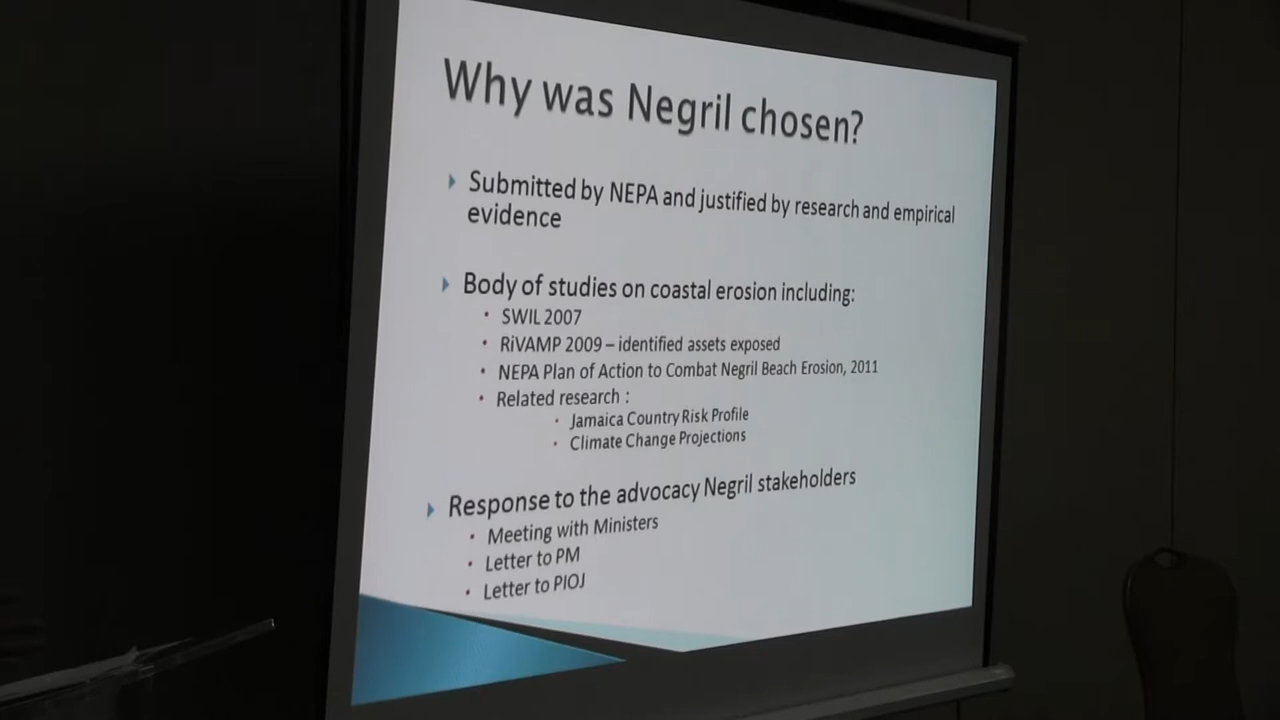 Why was Negril chosen?
Submitted by NEPA and justified by research and empirical
evidence
Body of studies on coastal erosion including:
SWIL 2007
RiVAMP 2009 – identified assets exposed
NEPA Plan of Action to Combat Negril Beach Erosion, 2011
Related research :
Jamaica Country Risk Profile
Climate Change Projections
Response to the advocacy Negril stakeholders
Meeting with Ministers
Letter to PM
Letter to PIOJ